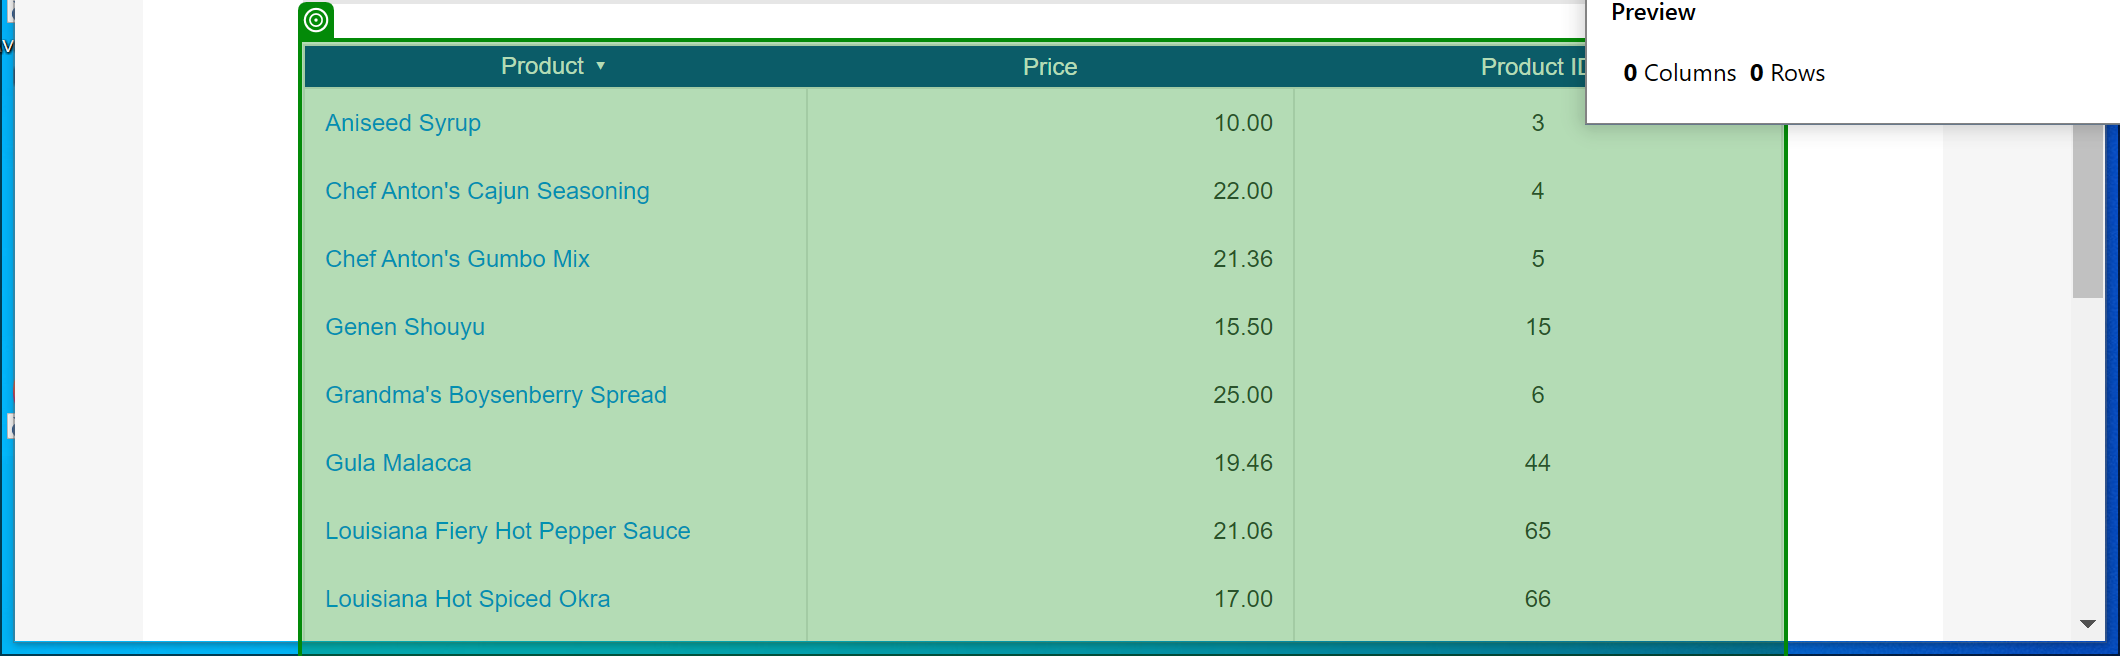 Preview
0 Columns 0 Rows
Product ▼ Price Product ID
Aniseed Syrup 10.00 3
Chef Anton's Cajun Seasoning 22.00 4
Chef Anton's Gumbo Mix 21.36 5
Genen Shouyu 15.50 15
Grandma's Boysenberry Spread 25.00 6
Gula Malacca 19.46 44
Louisiana Fiery Hot Pepper Sauce 21.06 65
Louisiana Hot Spiced Okra 17.00 66